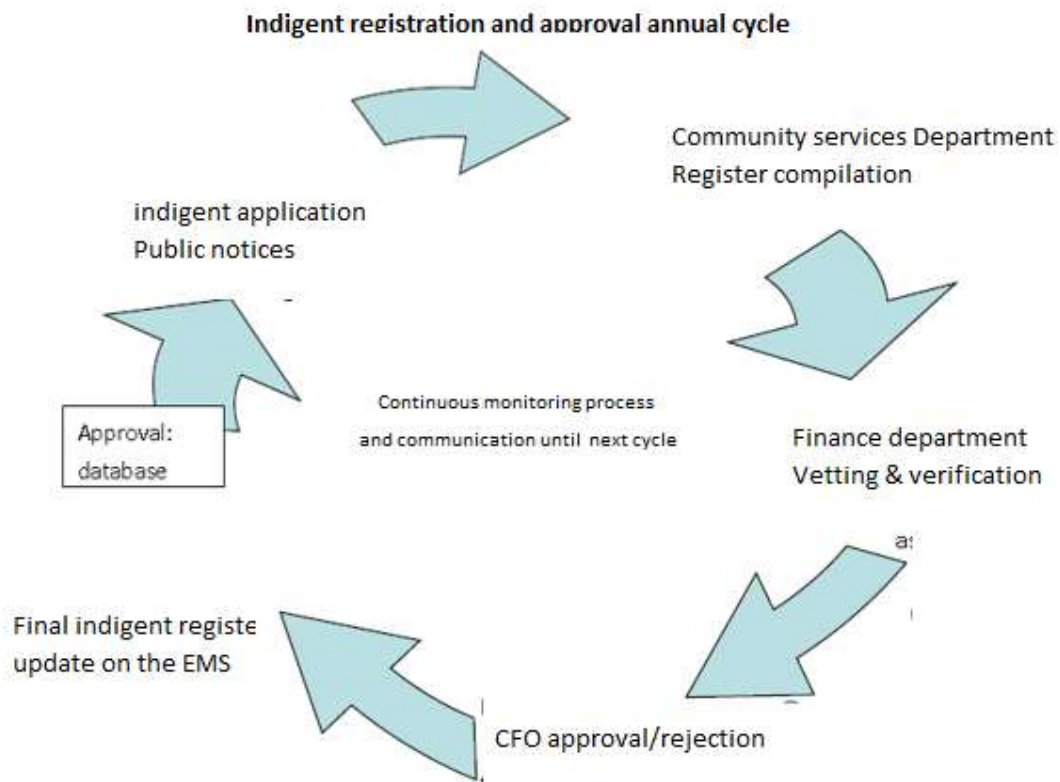 Indigent registration and approval annual cycle
Community services Department
Register compilation
indigent application
Public notices
Continuous monitoring process
and communication until next cycle
Approval:
database
Finance department
Vetting & verification
Final indigent registe
update on the EMS
CFO approval/rejection